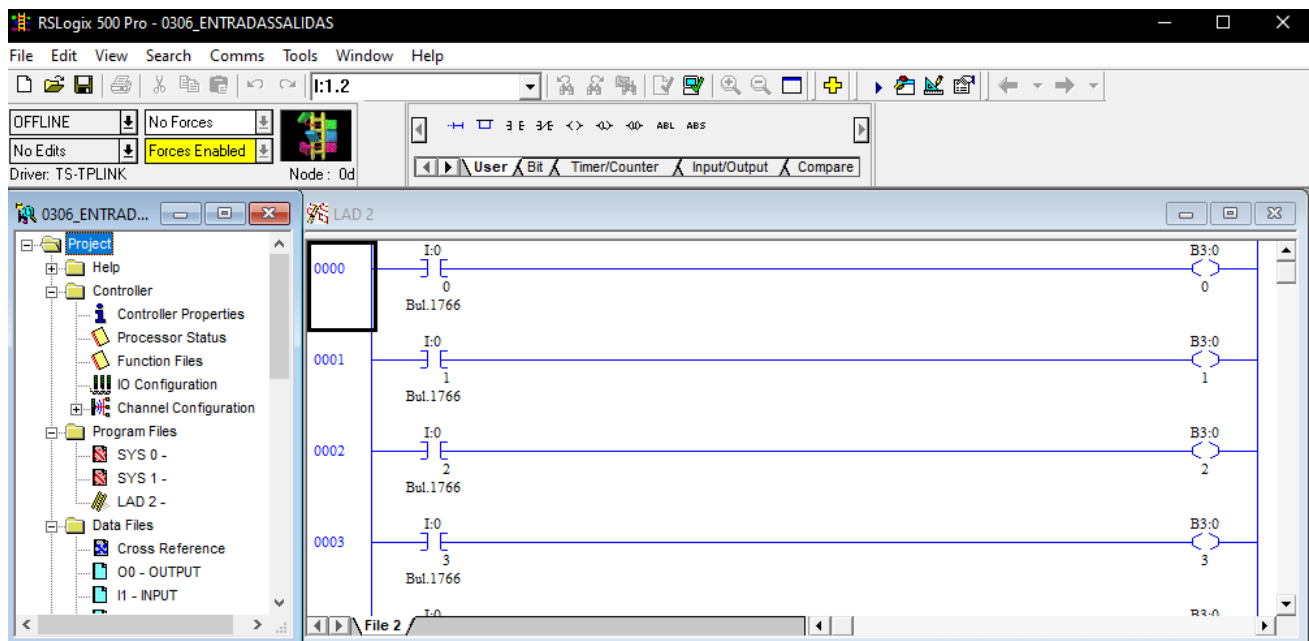 RSLogix 500 Pro - 0306_ENTRADASSALIDAS
File Edit View Search Comms Tools Window Help
I:1.2
OFFLINE No Forces
No Edits Forces Enabled
Driver: TS-TPLINK Node : 0d
ABL ABS
User Bit Timer/Counter Input/Output Compare
0306_ENTRAD...
Project
Help
Controller
Controller Properties
Processor Status
Function Files
IO Configuration
Channel Configuration
Program Files
SYS 0 -
SYS 1 -
LAD 2 -
Data Files
Cross Reference
O0 - OUTPUT
I1 - INPUT
LAD 2
I:0 B3:0
0000
0 0
Bul.1766
I:0 B3:0
0001
1 1
Bul.1766
I:0 B3:0
0002
2 2
Bul.1766
I:0 B3:0
0003
3 3
Bul.1766
I:0 B3:0
File 2